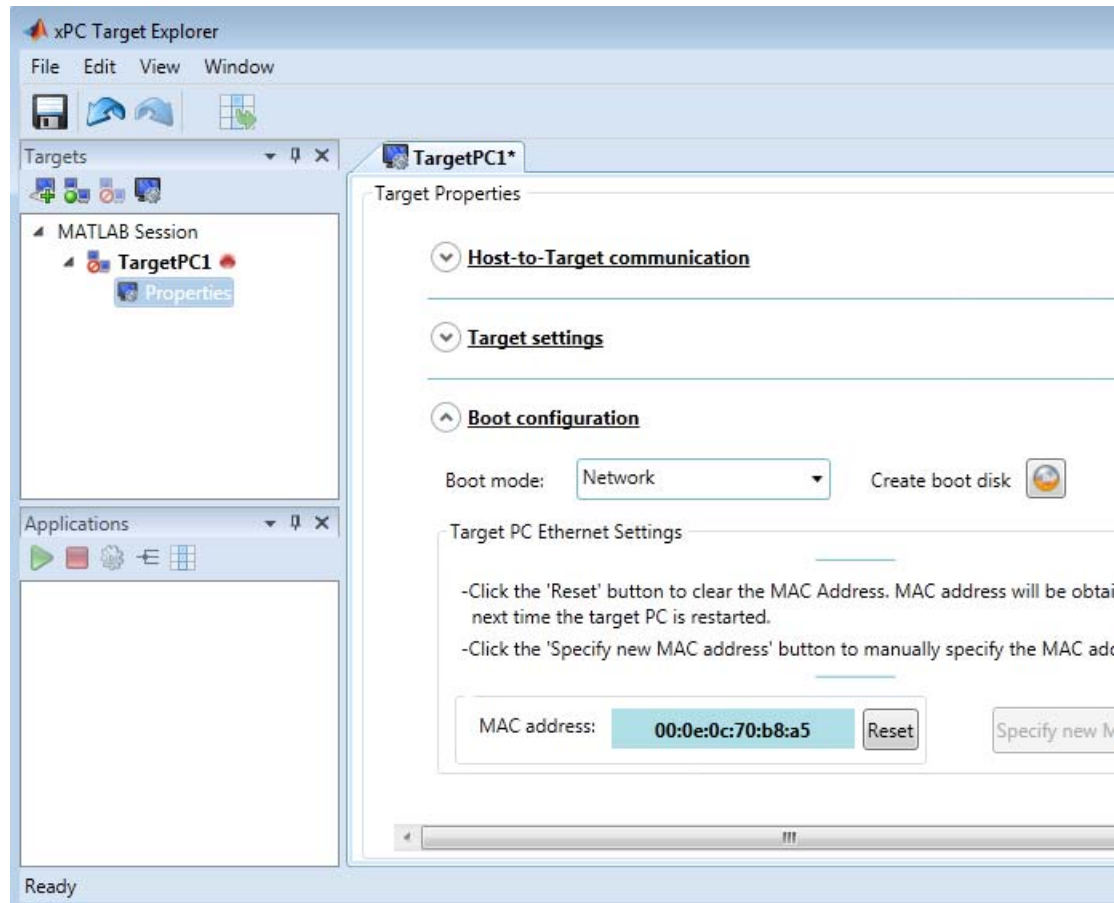 xPC Target Explorer
File Edit View Window
Targets
MATLAB Session
TargetPC1
Properties
Applications
TargetPC1*
Target Properties
Host-to-Target communication
Target settings
Boot configuration
Boot mode: Network Create boot disk
Target PC Ethernet Settings
-Click the 'Reset' button to clear the MAC Address. MAC address will be obtai
next time the target PC is restarted.
-Click the 'Specify new MAC address' button to manually specify the MAC add
MAC address: 00:0e:0c:70:b8:a5 Reset Specify new M
Ready